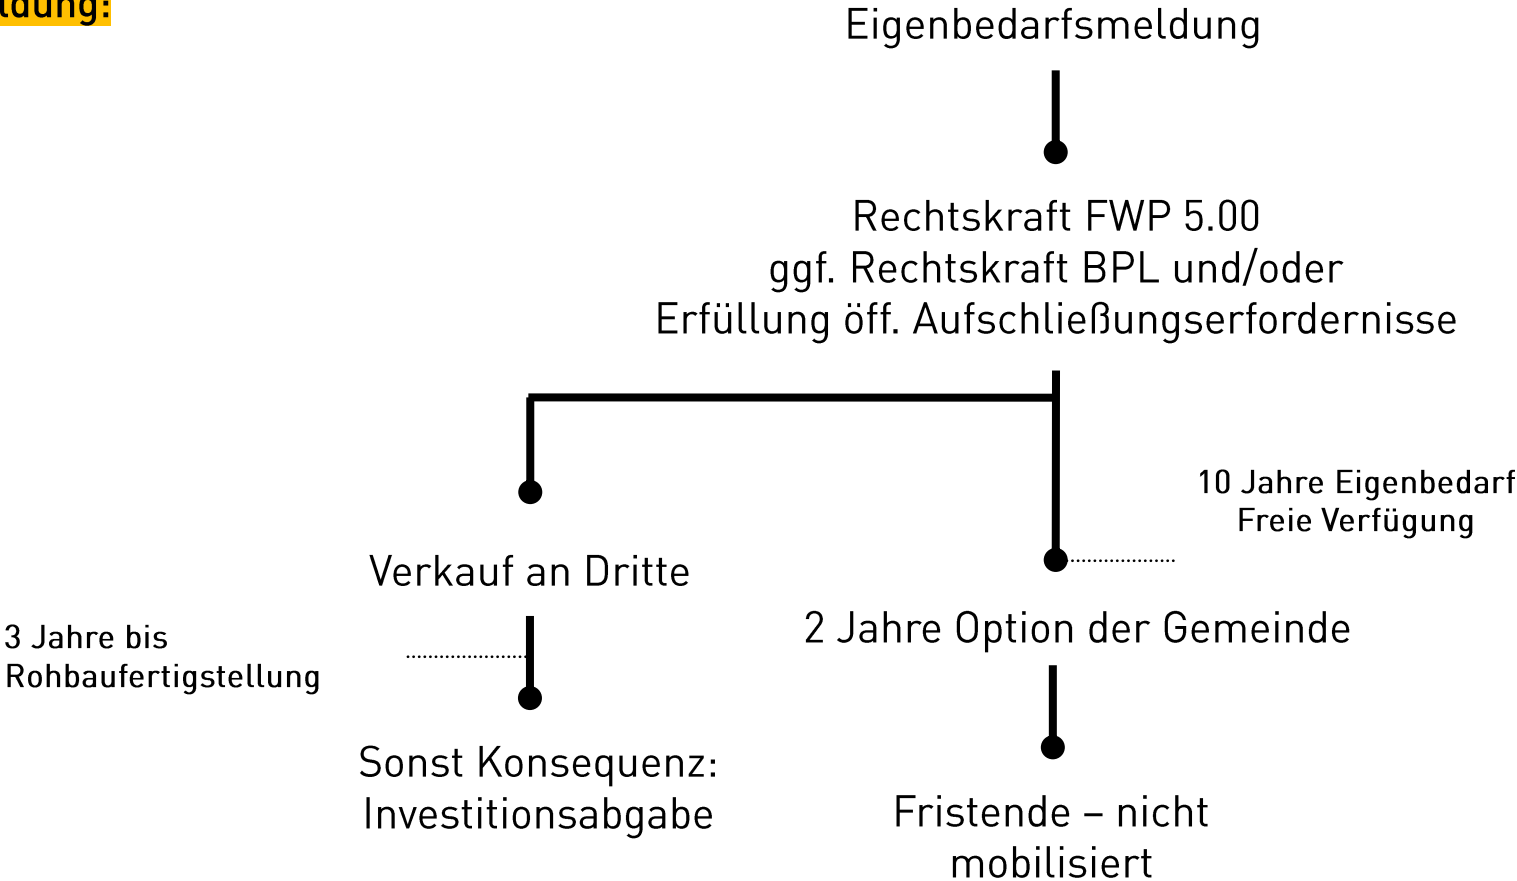 Eigenbedarfsmeldung
Rechtskraft FWP 5.00
ggf. Rechtskraft BPL und/oder
Erfüllung öff. Aufschließungserfordernisse
10 Jahre Eigenbedarf
Freie Verfügung
Verkauf an Dritte
2 Jahre Option der Gemeinde
3 Jahre bis
Rohbaufertigstellung
Sonst Konsequenz:
Investitionsabgabe
Fristende – nicht
mobilisiert